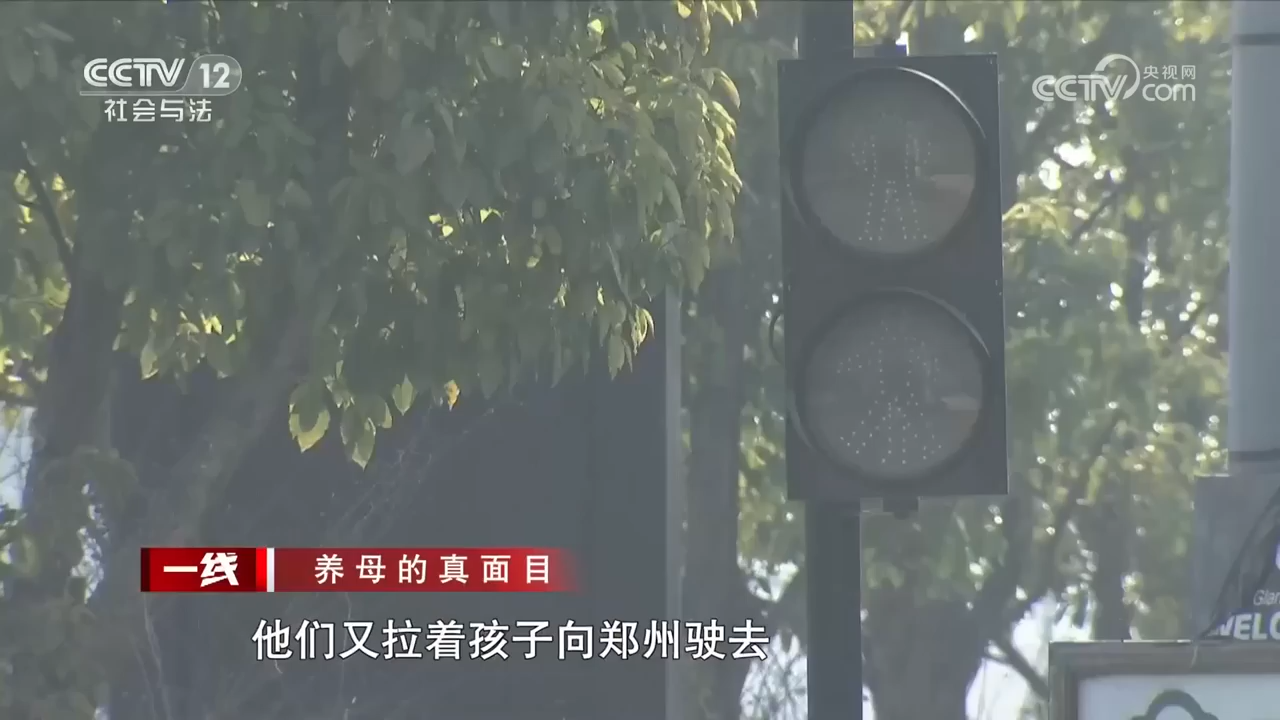 CCTV 12
社会与法
央视网
CCTV com
一线 养母的真面目
他们又拉着孩子向郑州驶去